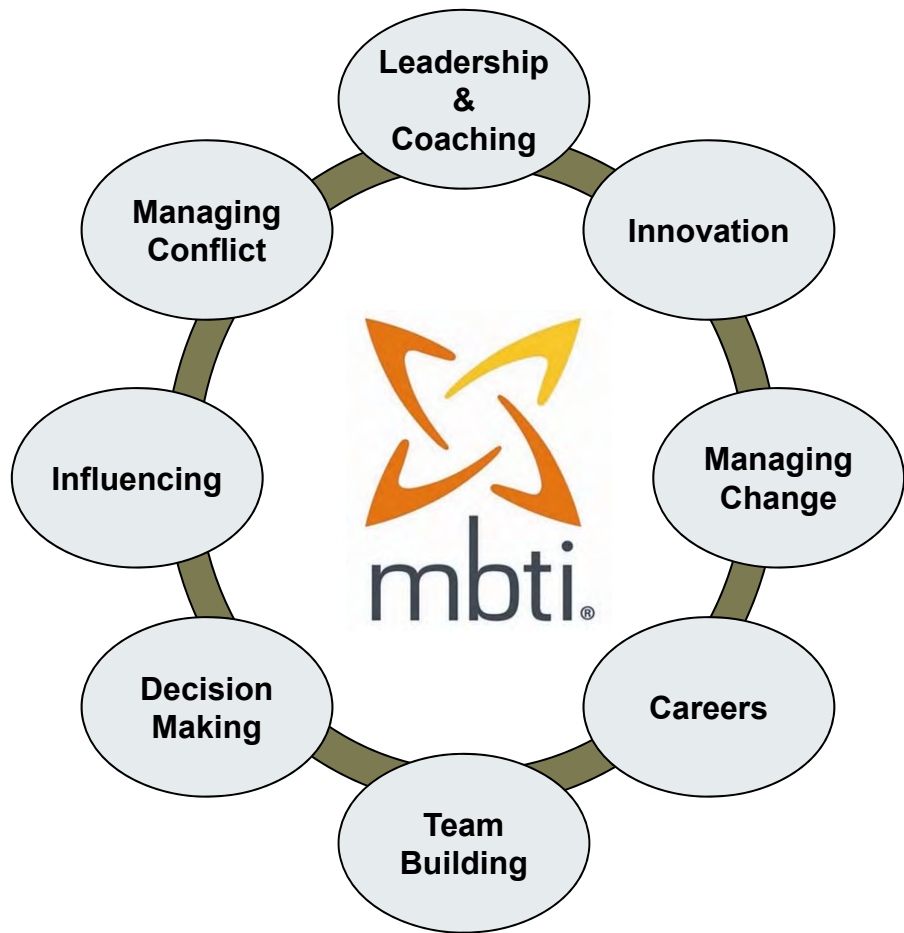 Leadership
&
Coaching
Managing
Conflict
Innovation
Influencing
Managing
Change
mbti®
Decision
Making
Careers
Team
Building